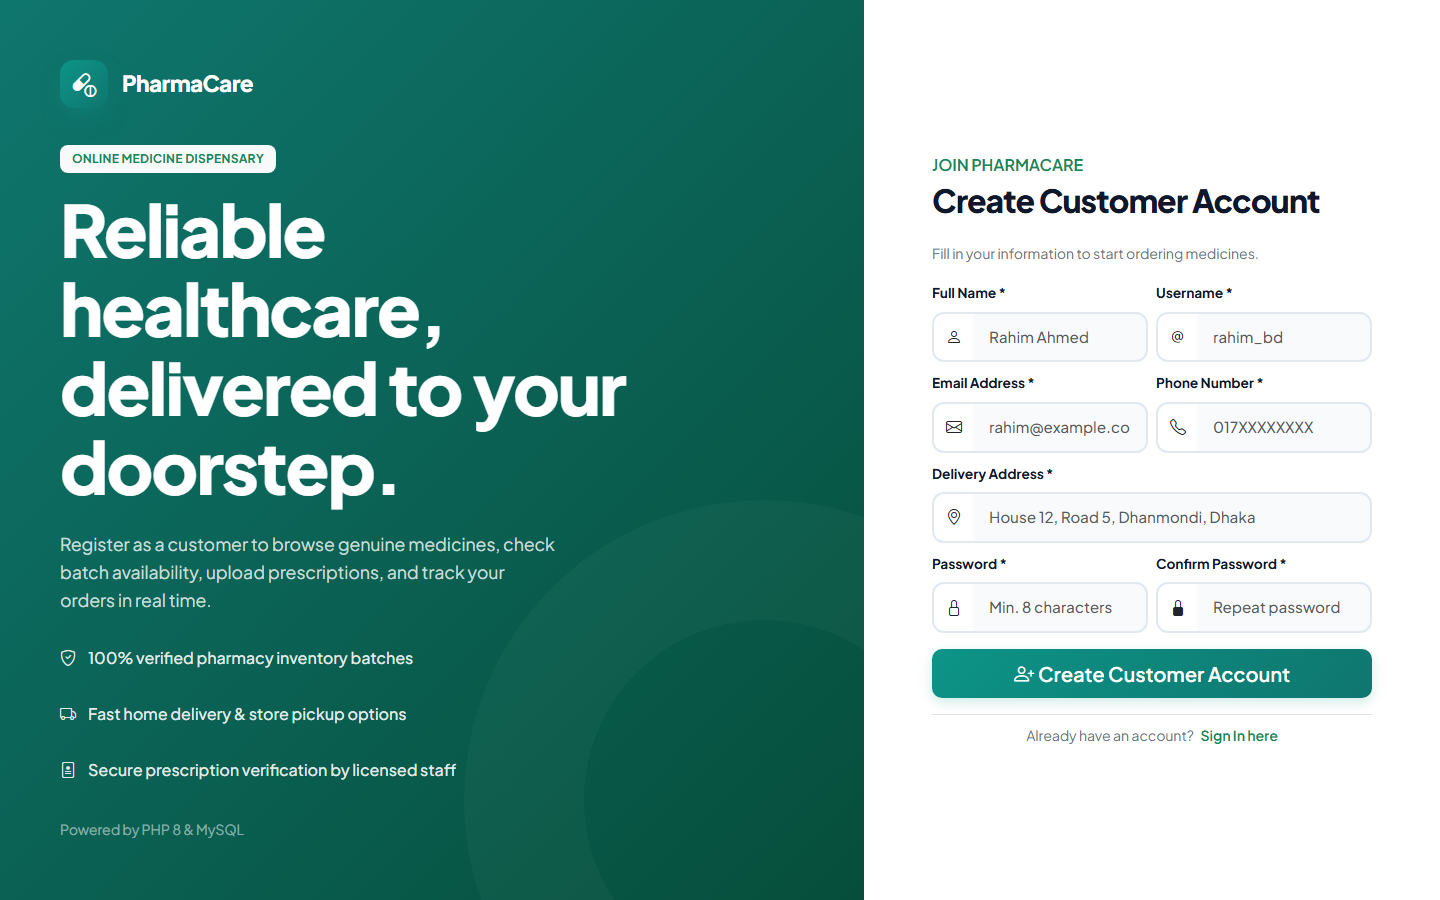 PharmaCare
ONLINE MEDICINE DISPENSARY
Reliable
healthcare,
delivered to your
doorstep.
Register as a customer to browse genuine medicines, check
batch availability, upload prescriptions, and track your
orders in real time.
100% verified pharmacy inventory batches
Fast home delivery & store pickup options
Secure prescription verification by licensed staff
Powered by PHP 8 & MySQL
JOIN PHARMACARE
Create Customer Account
Fill in your information to start ordering medicines.
Full Name * Username *
Rahim Ahmed @ rahim_bd
Email Address * Phone Number *
rahim@example.co 017XXXXXXXX
Delivery Address *
House 12, Road 5, Dhanmondi, Dhaka
Password * Confirm Password *
Min. 8 characters Repeat password
Create Customer Account
Already have an account? Sign In here